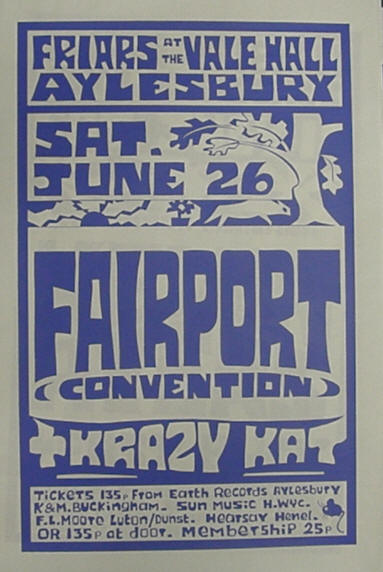 FRIARS AT THE VALE HALL
AYLESBURY
SAT.
JUNE 26
FAIRPORT
CONVENTION
+ KRAZY KAT
TICKETS 135p FROM EARTH RECORDS AYLESBURY
K&M. BUCKINGHAM. SUN MUSIC H.WYC.
F.L. MOORE LUTON/DUNST. HEARSAY HENEL.
OR 135p at door. MEMBERSHIP 25p